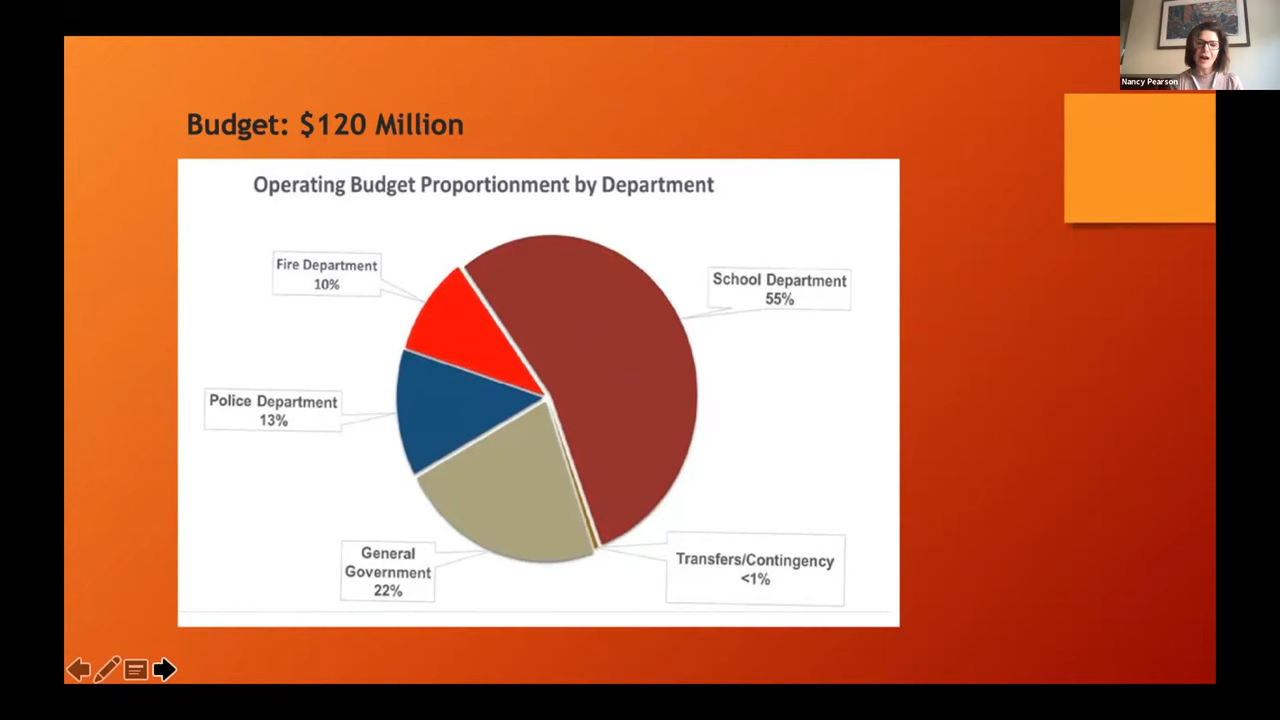 Nancy Pearson
Budget: $120 Million
Operating Budget Proportionment by Department
Fire Department
10%
School Department
55%
Police Department
13%
General
Government
22%
Transfers/Contingency
<1%